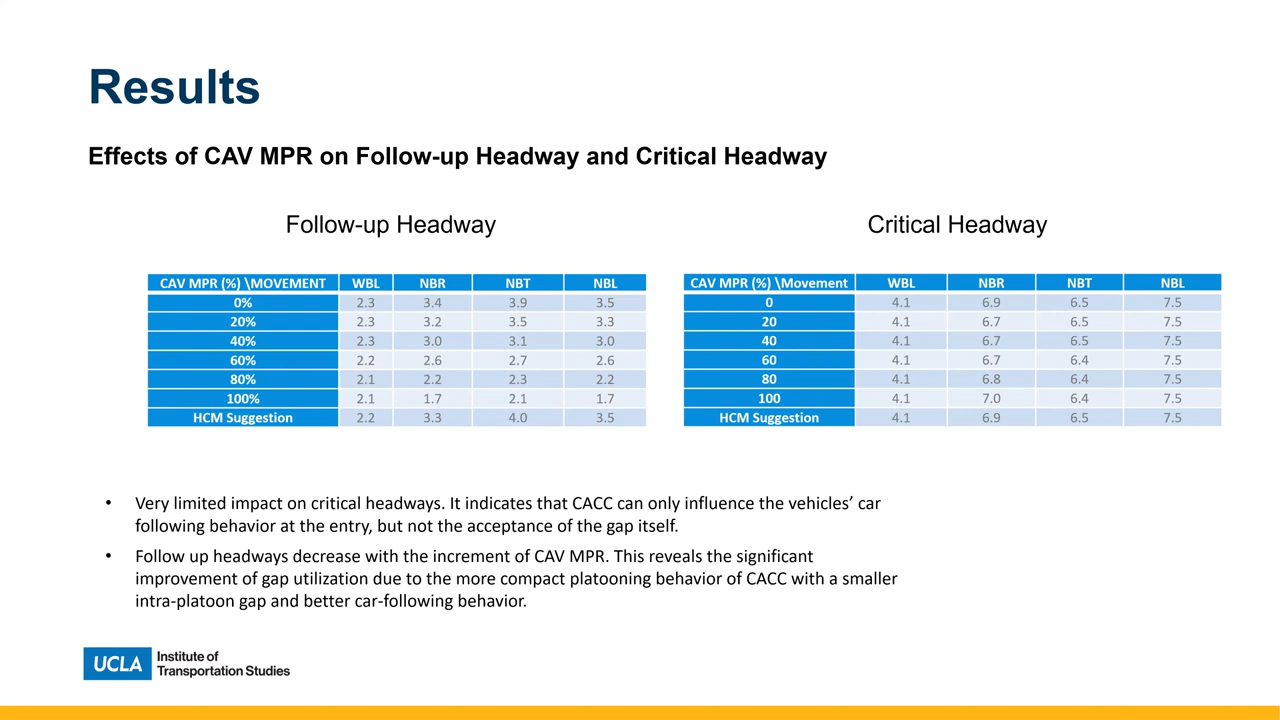 Results
Effects of CAV MPR on Follow-up Headway and Critical Headway
Follow-up Headway
CAV MPR (%) \MOVEMENT WBL NBR NBT NBL
0% 2.3 3.4 3.9 3.5
20% 2.3 3.2 3.5 3.3
40% 2.3 3.0 3.1 3.0
60% 2.2 2.6 2.7 2.6
80% 2.1 2.2 2.3 2.2
100% 2.1 1.7 2.1 1.7
HCM Suggestion 2.2 3.3 4.0 3.5
Critical Headway
CAV MPR (%) \Movement WBL NBR NBT NBL
0 4.1 6.9 6.5 7.5
20 4.1 6.7 6.5 7.5
40 4.1 6.7 6.5 7.5
60 4.1 6.7 6.4 7.5
80 4.1 6.8 6.4 7.5
100 4.1 7.0 6.4 7.5
HCM Suggestion 4.1 6.9 6.5 7.5
• Very limited impact on critical headways. It indicates that CACC can only influence the vehicles’ car
following behavior at the entry, but not the acceptance of the gap itself.
• Follow up headways decrease with the increment of CAV MPR. This reveals the significant
improvement of gap utilization due to the more compact platooning behavior of CACC with a smaller
intra-platoon gap and better car-following behavior.
UCLA Institute of
Transportation Studies